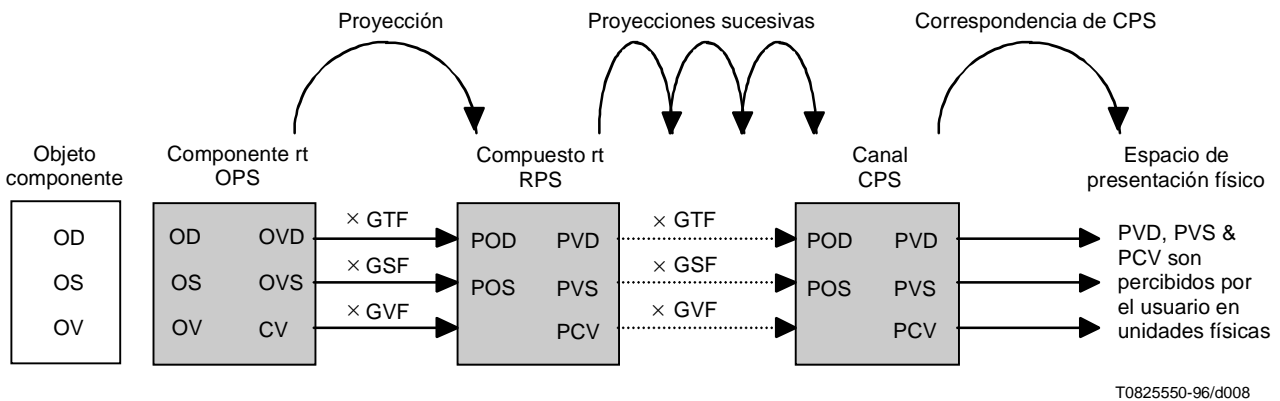 Proyección
Proyecciones sucesivas
Correspondencia de CPS
Objeto
componente
Componente rt
OPS
Compuesto rt
RPS
Canal
CPS
Espacio de
presentación físico
OD
OS
OV
OD OVD
OS OVS
OV CV
× GTF
× GSF
× GVF
POD PVD
POS PVS
PCV
× GTF
× GSF
× GVF
POD PVD
POS PVS
PCV
PVD, PVS &
PCV son
percibidos por
el usuario en
unidades físicas
T0825550-96/d008